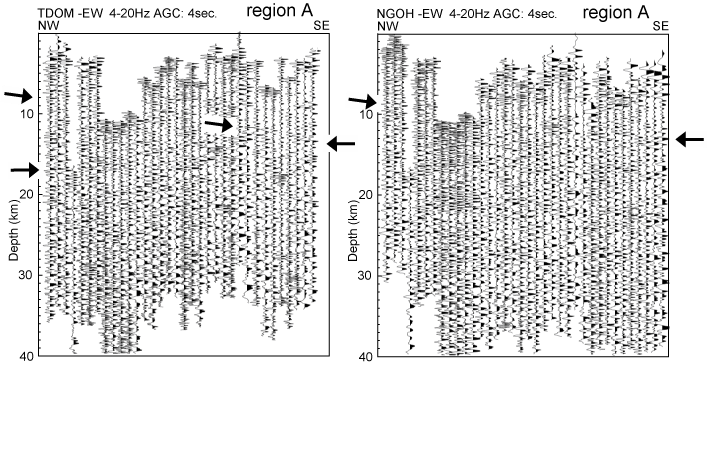 TDOM -EW 4-20Hz AGC: 4sec. region A
NW SE
10
20
30
40
Depth (km)
NGOH -EW 4-20Hz AGC: 4sec. region A
NW SE
10
20
30
40
Depth (km)